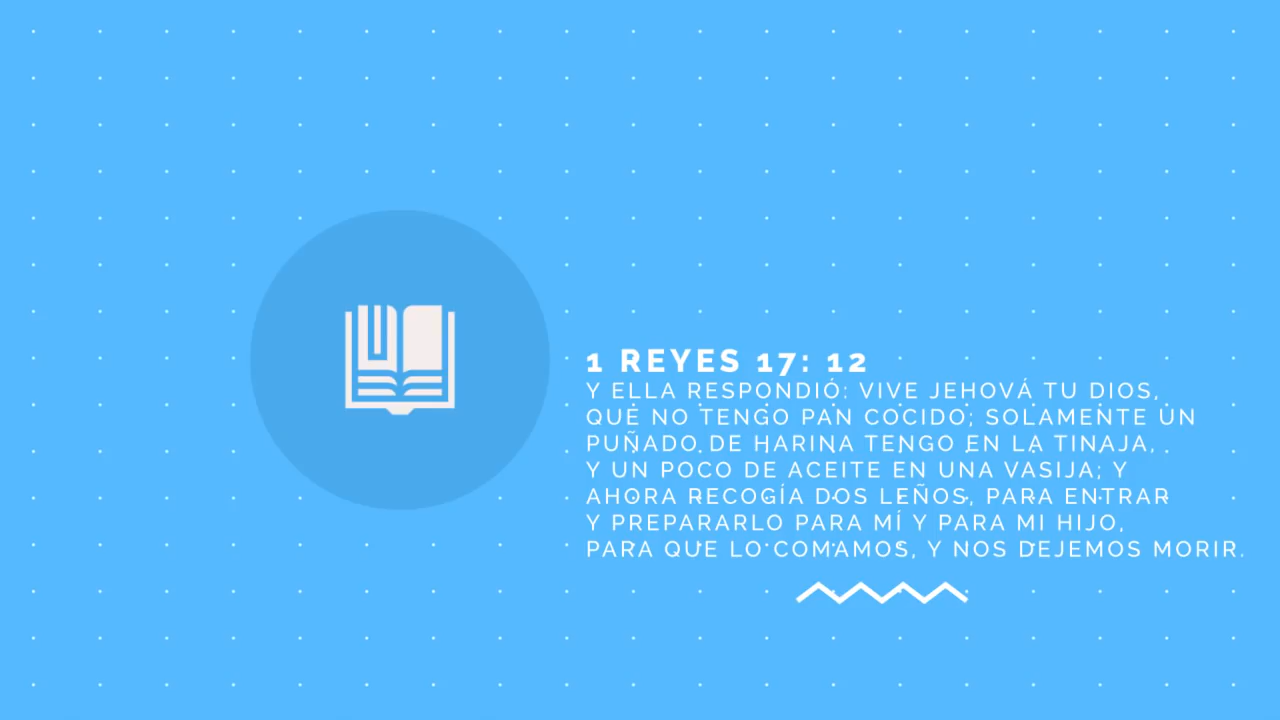 1 REYES 17: 12
Y ELLA RESPONDIÓ: VIVE JEHOVÁ TU DIOS,
QUE NO TENGO PAN COCIDO; SOLAMENTE UN
PUÑADO DE HARINA TENGO EN LA TINAJA,
Y UN POCO DE ACEITE EN UNA VASIJA; Y
AHORA RECOGÍA DOS LEÑOS, PARA ENTRAR
Y PREPARARLO PARA MÍ Y PARA MI HIJO,
PARA QUE LO COMAMOS, Y NOS DEJEMOS MORIR.